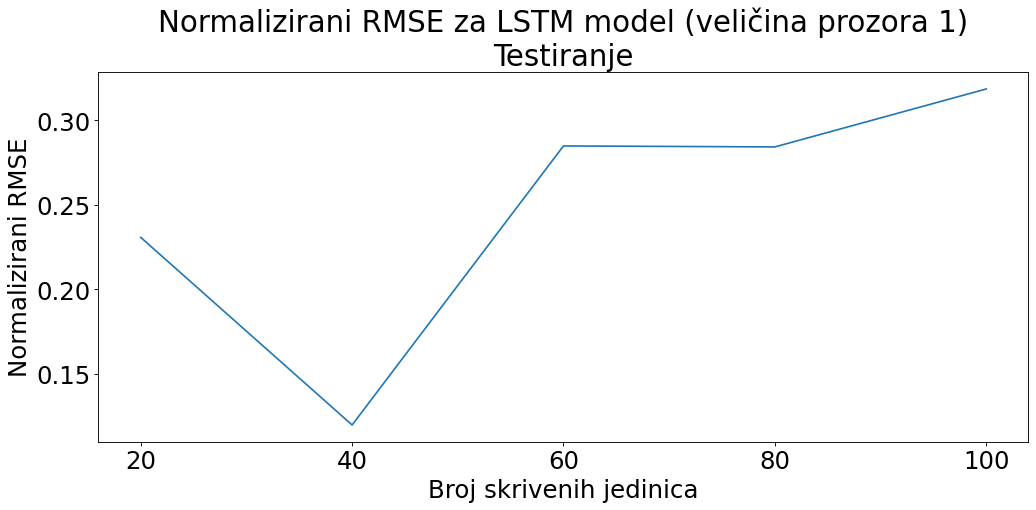 Normalizirani RMSE za LSTM model (veličina prozora 1)
Testiranje
Normalizirani RMSE
0.30
0.25
0.20
0.15
20 40 60 80 100
Broj skrivenih jedinica